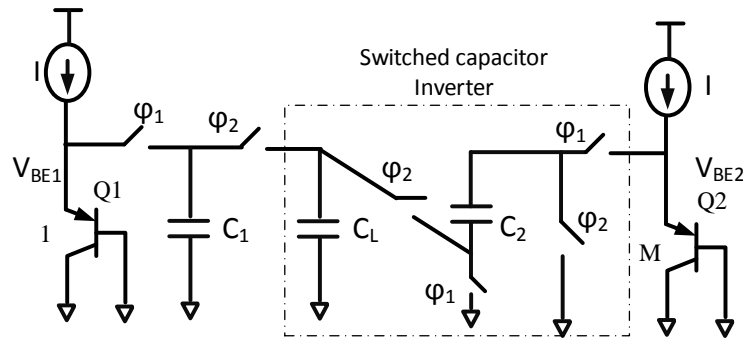 Switched capacitor
Inverter
I
I
φ1
φ2
φ1
VBE1
Q1
φ2
VBE2
Q2
1
C1
CL
C2
φ2
M
φ1